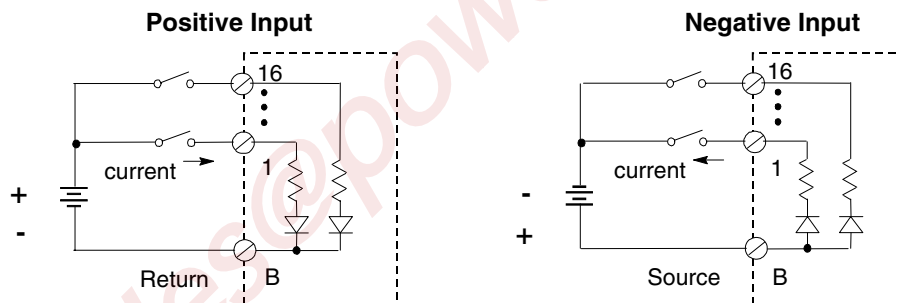 Positive Input
16
1
current
+
-
Return
B
Negative Input
16
1
current
-
+
Source
B